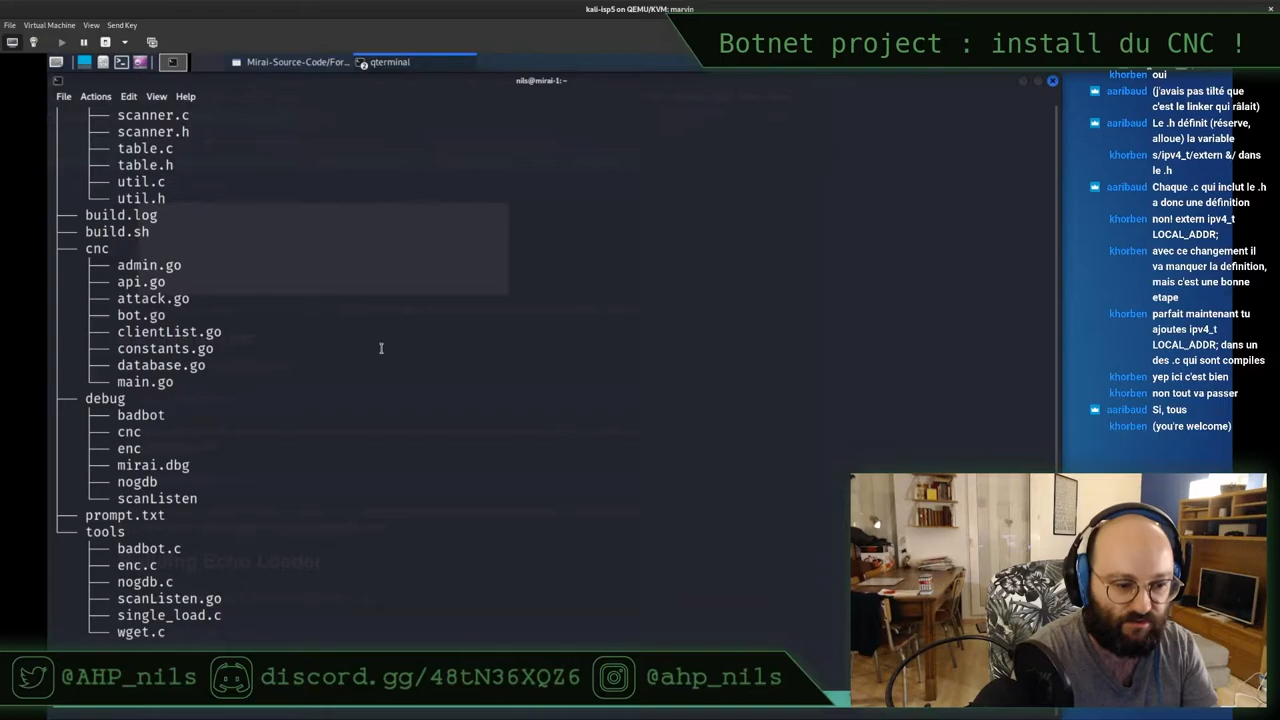 kali-isp5 on QEMU/KVM: marvin
File Virtual Machine View Send Key
Botnet project : install du CNC !
Mirai-Source-Code/For...
qterminal
nils@mirai-1: ~
File Actions Edit View Help
scanner.c
scanner.h
table.c
table.h
util.c
util.h
build.log
build.sh
cnc
admin.go
api.go
attack.go
bot.go
clientList.go
constants.go
database.go
main.go
debug
badbot
cnc
enc
mirai.dbg
nogdb
scanListen
prompt.txt
tools
badbot.c
enc.c
nogdb.c
scanListen.go
single_load.c
wget.c
Echo Loader
khorben oui
aaribaud (j'avais pas tilté que
c'est le linker qui râlait)
aaribaud Le .h définit (réserve,
alloue) la variable
khorben s/ipv4_t/extern &/ dans
le .h
aaribaud Chaque .c qui inclut le .h
a donc une définition
khorben non! extern ipv4_t
LOCAL_ADDR;
khorben avec ce changement il
va manquer la definition,
mais c'est une bonne
etape
khorben parfait maintenant tu
ajoutes ipv4_t
LOCAL_ADDR; dans un
des .c qui sont compiles
khorben yep ici c'est bien
khorben non tout va passer
aaribaud Si, tous
khorben (you're welcome)
@AHP_nils discord.gg/48tN36XQZ6 @ahp_nils